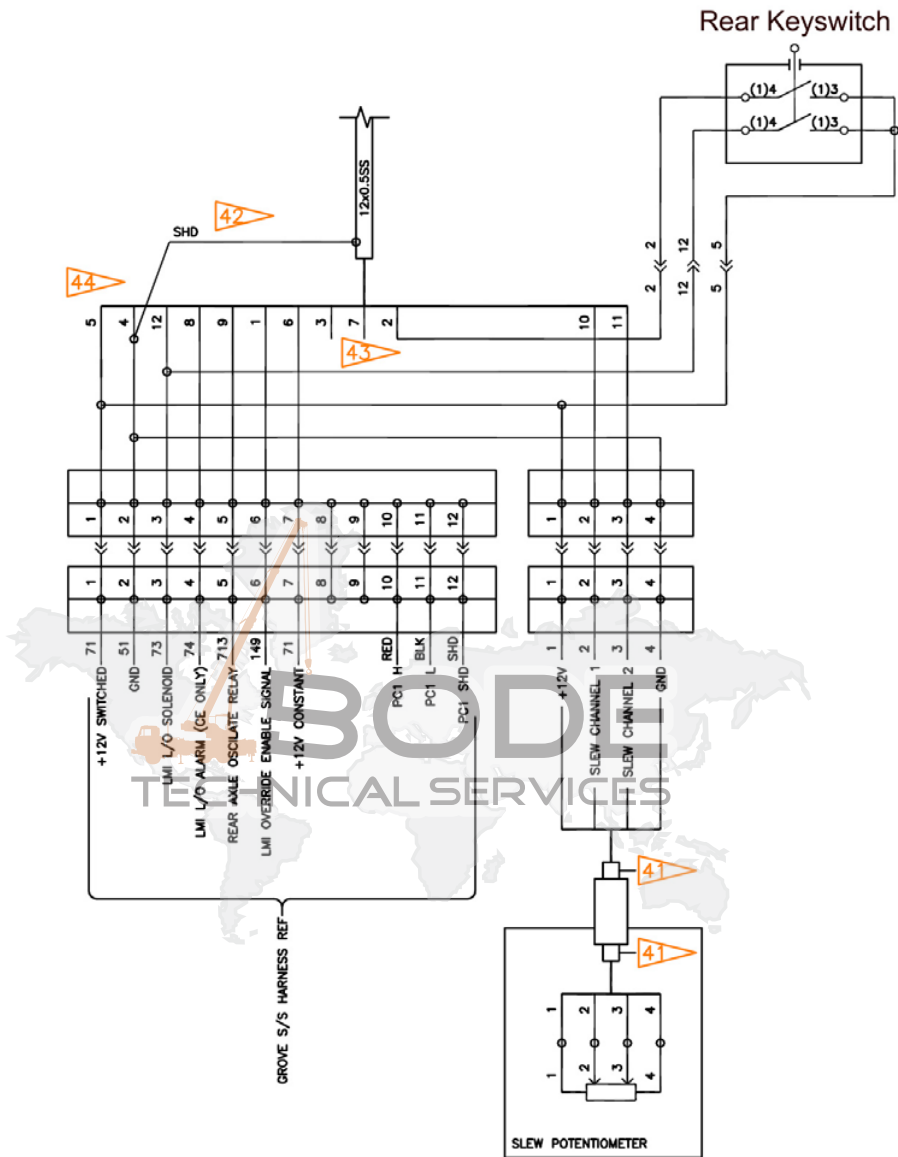 Rear Keyswitch
(1)4 (1)3
(1)4 (1)3
12x0.5SS
42
SHD
2 12 5
2 12 5
44
5 4 12 8 9 1 6 3 7 2 10 11
43
1 2 3 4 5 6 7 8 9 10 11 12
1 2 3 4
1 2 3 4 5 6 7 8 9 10 11 12
1 2 3 4
71 +12V SWITCHED
51 GND
73 LMI L/O SOLENOID
74 LMI L/O ALARM (CE ONLY)
713 REAR AXLE OSCILATE RELAY
149 LMI OVERRIDE ENABLE SIGNAL
71 +12V CONSTANT
RED PC1 H
BLK PC1 L
SHD PC1 SHD
1 +12V
2 SLEW CHANNEL 1
3 SLEW CHANNEL 2
4 GND
BODE
TECHNICAL SERVICES
GROVE S/S HARNESS REF
41
41
1 2 3 4
1 2 3 4
SLEW POTENTIOMETER